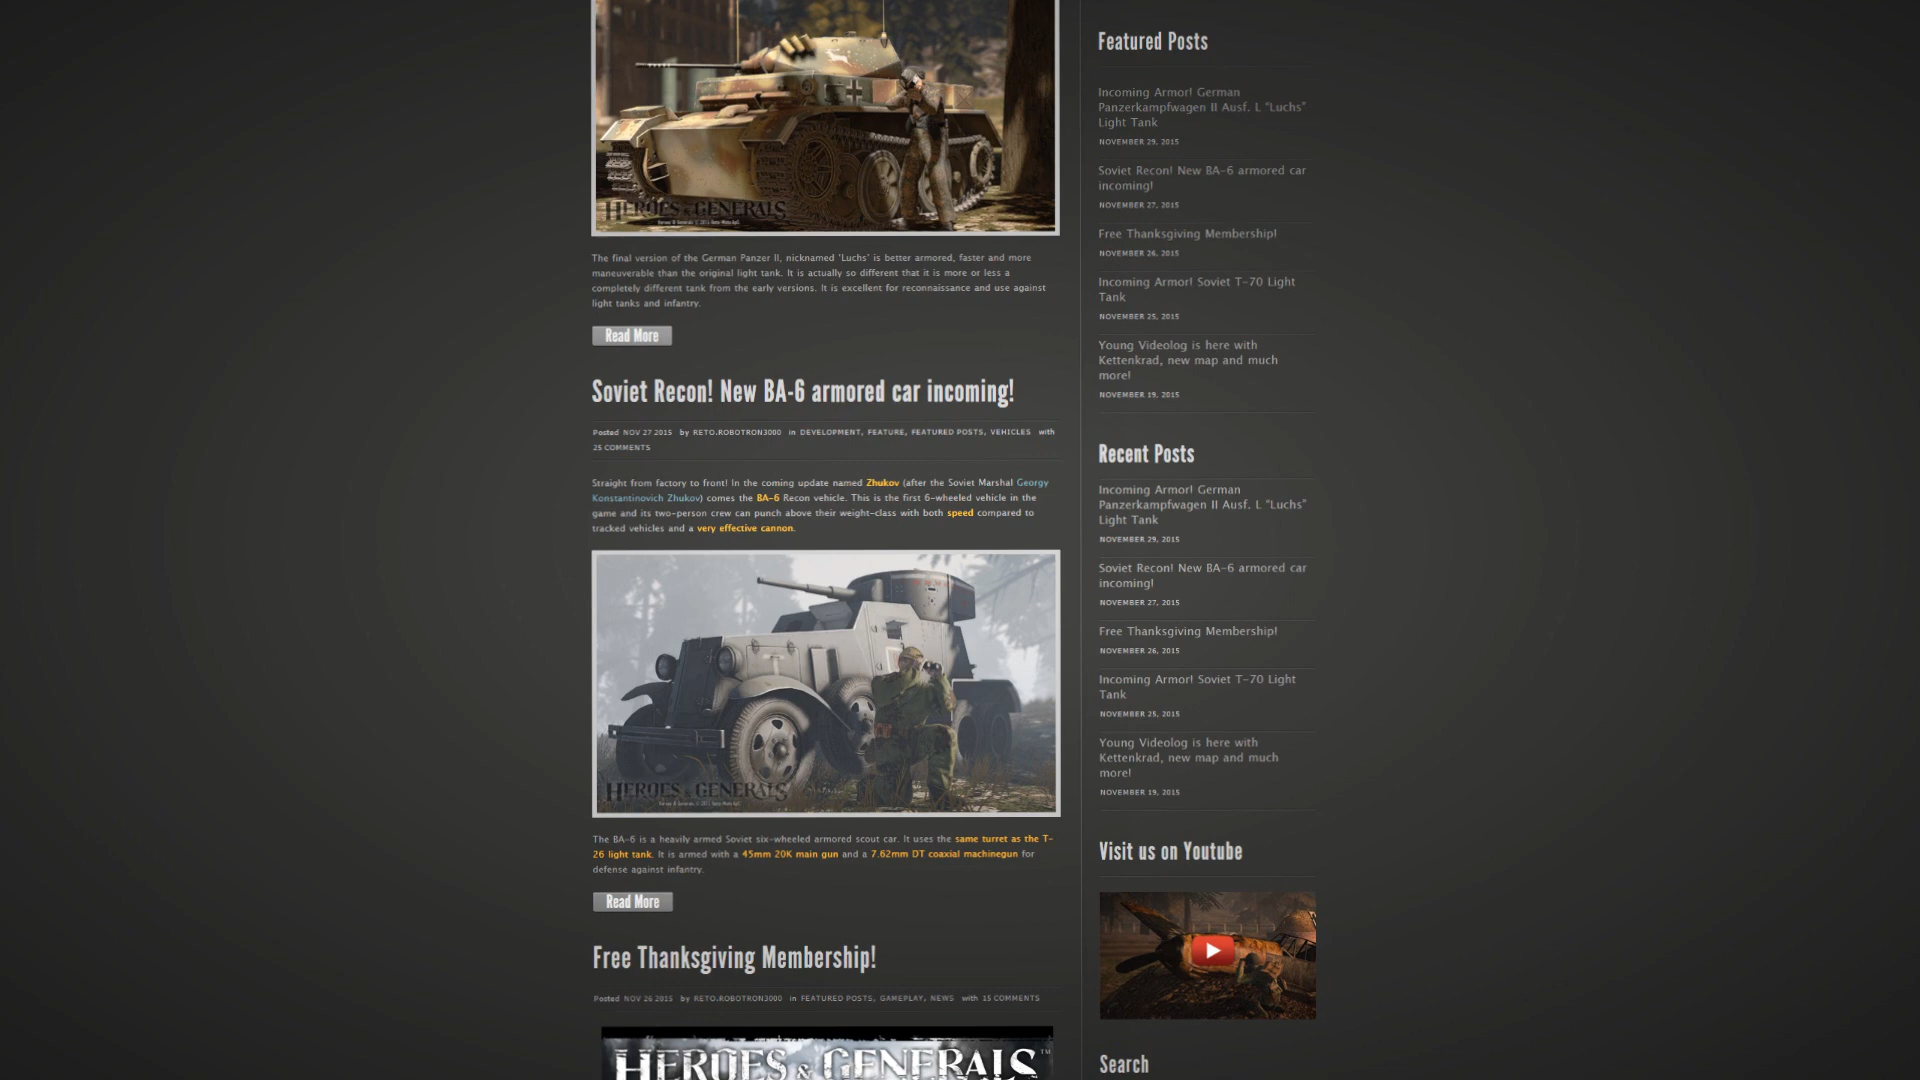 HEROES & GENERALS
The final version of the German Panzer II, nicknamed 'Luchs' is better armored, faster and more
maneuverable than the original light tank. It is actually so different that it is more or less a
completely different tank from the early versions. It is excellent for reconnaissance and use against
light tanks and infantry.
Read More
Soviet Recon! New BA-6 armored car incoming!
Posted NOV 27 2015 by RETO.ROBOTRON3000 in DEVELOPMENT, FEATURE, FEATURED POSTS, VEHICLES with
25 COMMENTS
Straight from factory to front! In the coming update named Zhukov (after the Soviet Marshal Georgy
Konstantinovich Zhukov) comes the BA-6 Recon vehicle. This is the first 6-wheeled vehicle in the
game and its two-person crew can punch above their weight-class with both speed compared to
tracked vehicles and a very effective cannon.
HEROES & GENERALS
The BA-6 is a heavily armed Soviet six-wheeled armored scout car. It uses the same turret as the T-
26 light tank. It is armed with a 45mm 20K main gun and a 7.62mm DT coaxial machinegun for
defense against infantry.
Read More
Free Thanksgiving Membership!
Posted NOV 26 2015 by RETO.ROBOTRON3000 in FEATURED POSTS, GAMEPLAY, NEWS with 15 COMMENTS
HEROES & GENERALS™
Featured Posts
Incoming Armor! German
Panzerkampfwagen II Ausf. L “Luchs”
Light Tank
NOVEMBER 29, 2015
Soviet Recon! New BA-6 armored car
incoming!
NOVEMBER 27, 2015
Free Thanksgiving Membership!
NOVEMBER 26, 2015
Incoming Armor! Soviet T-70 Light
Tank
NOVEMBER 25, 2015
Young Videolog is here with
Kettenkrad, new map and much
more!
NOVEMBER 19, 2015
Recent Posts
Incoming Armor! German
Panzerkampfwagen II Ausf. L “Luchs”
Light Tank
NOVEMBER 29, 2015
Soviet Recon! New BA-6 armored car
incoming!
NOVEMBER 27, 2015
Free Thanksgiving Membership!
NOVEMBER 26, 2015
Incoming Armor! Soviet T-70 Light
Tank
NOVEMBER 25, 2015
Young Videolog is here with
Kettenkrad, new map and much
more!
NOVEMBER 19, 2015
Visit us on Youtube
Search